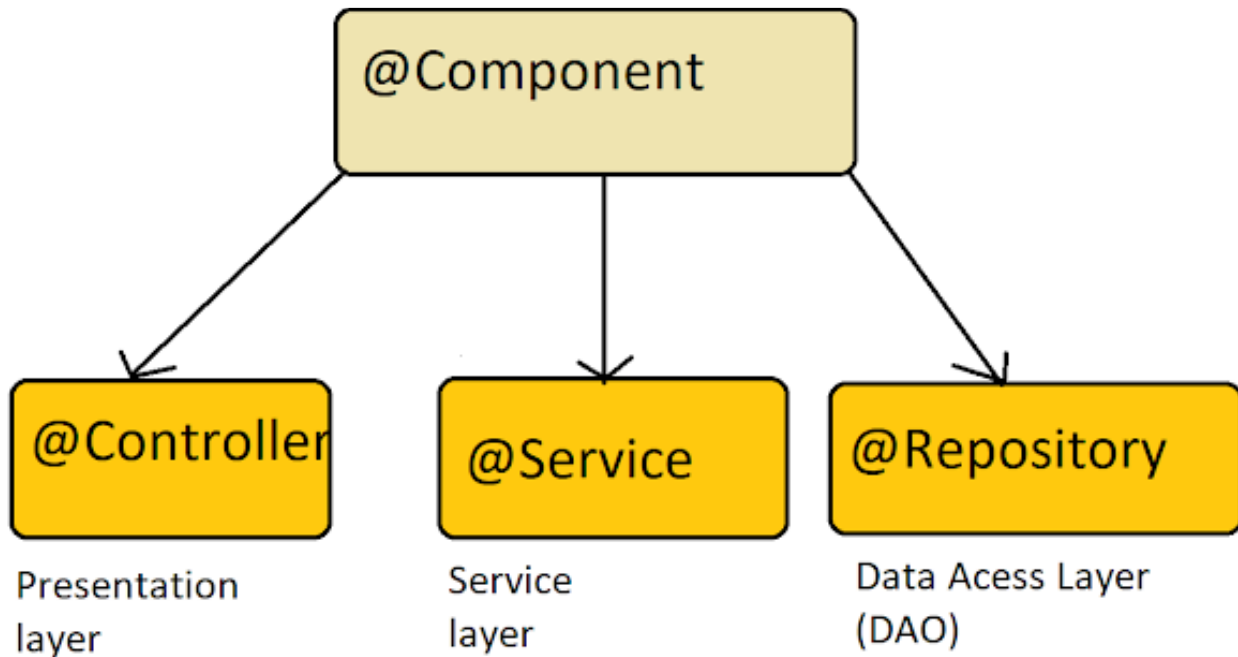 @Component
@Controller
@Service
@Repository
Presentation
layer
Service
layer
Data Acess Layer
(DAO)